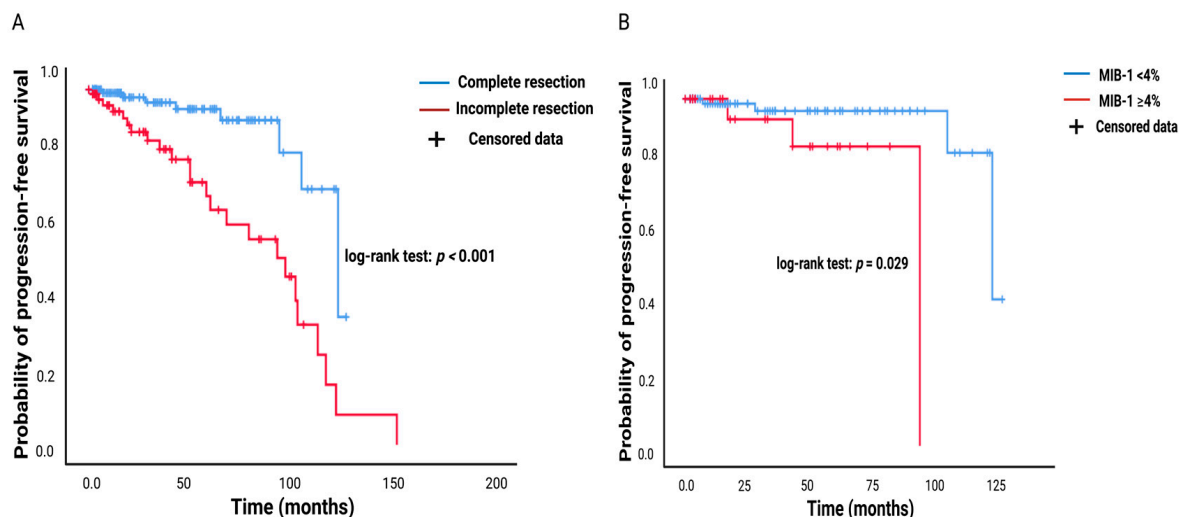 A
Probability of progression-free survival
1.0
0.8
0.6
0.4
0.2
0.0
0.0 50 100 150 200
Time (months)
Complete resection
Incomplete resection
Censored data
log-rank test: p < 0.001
B
Probability of progression-free survival
1.0
0.8
0.6
0.4
0.2
0.0
0.0 25 50 75 100 125
Time (months)
MIB-1 <4%
MIB-1 ≥4%
Censored data
log-rank test: p = 0.029